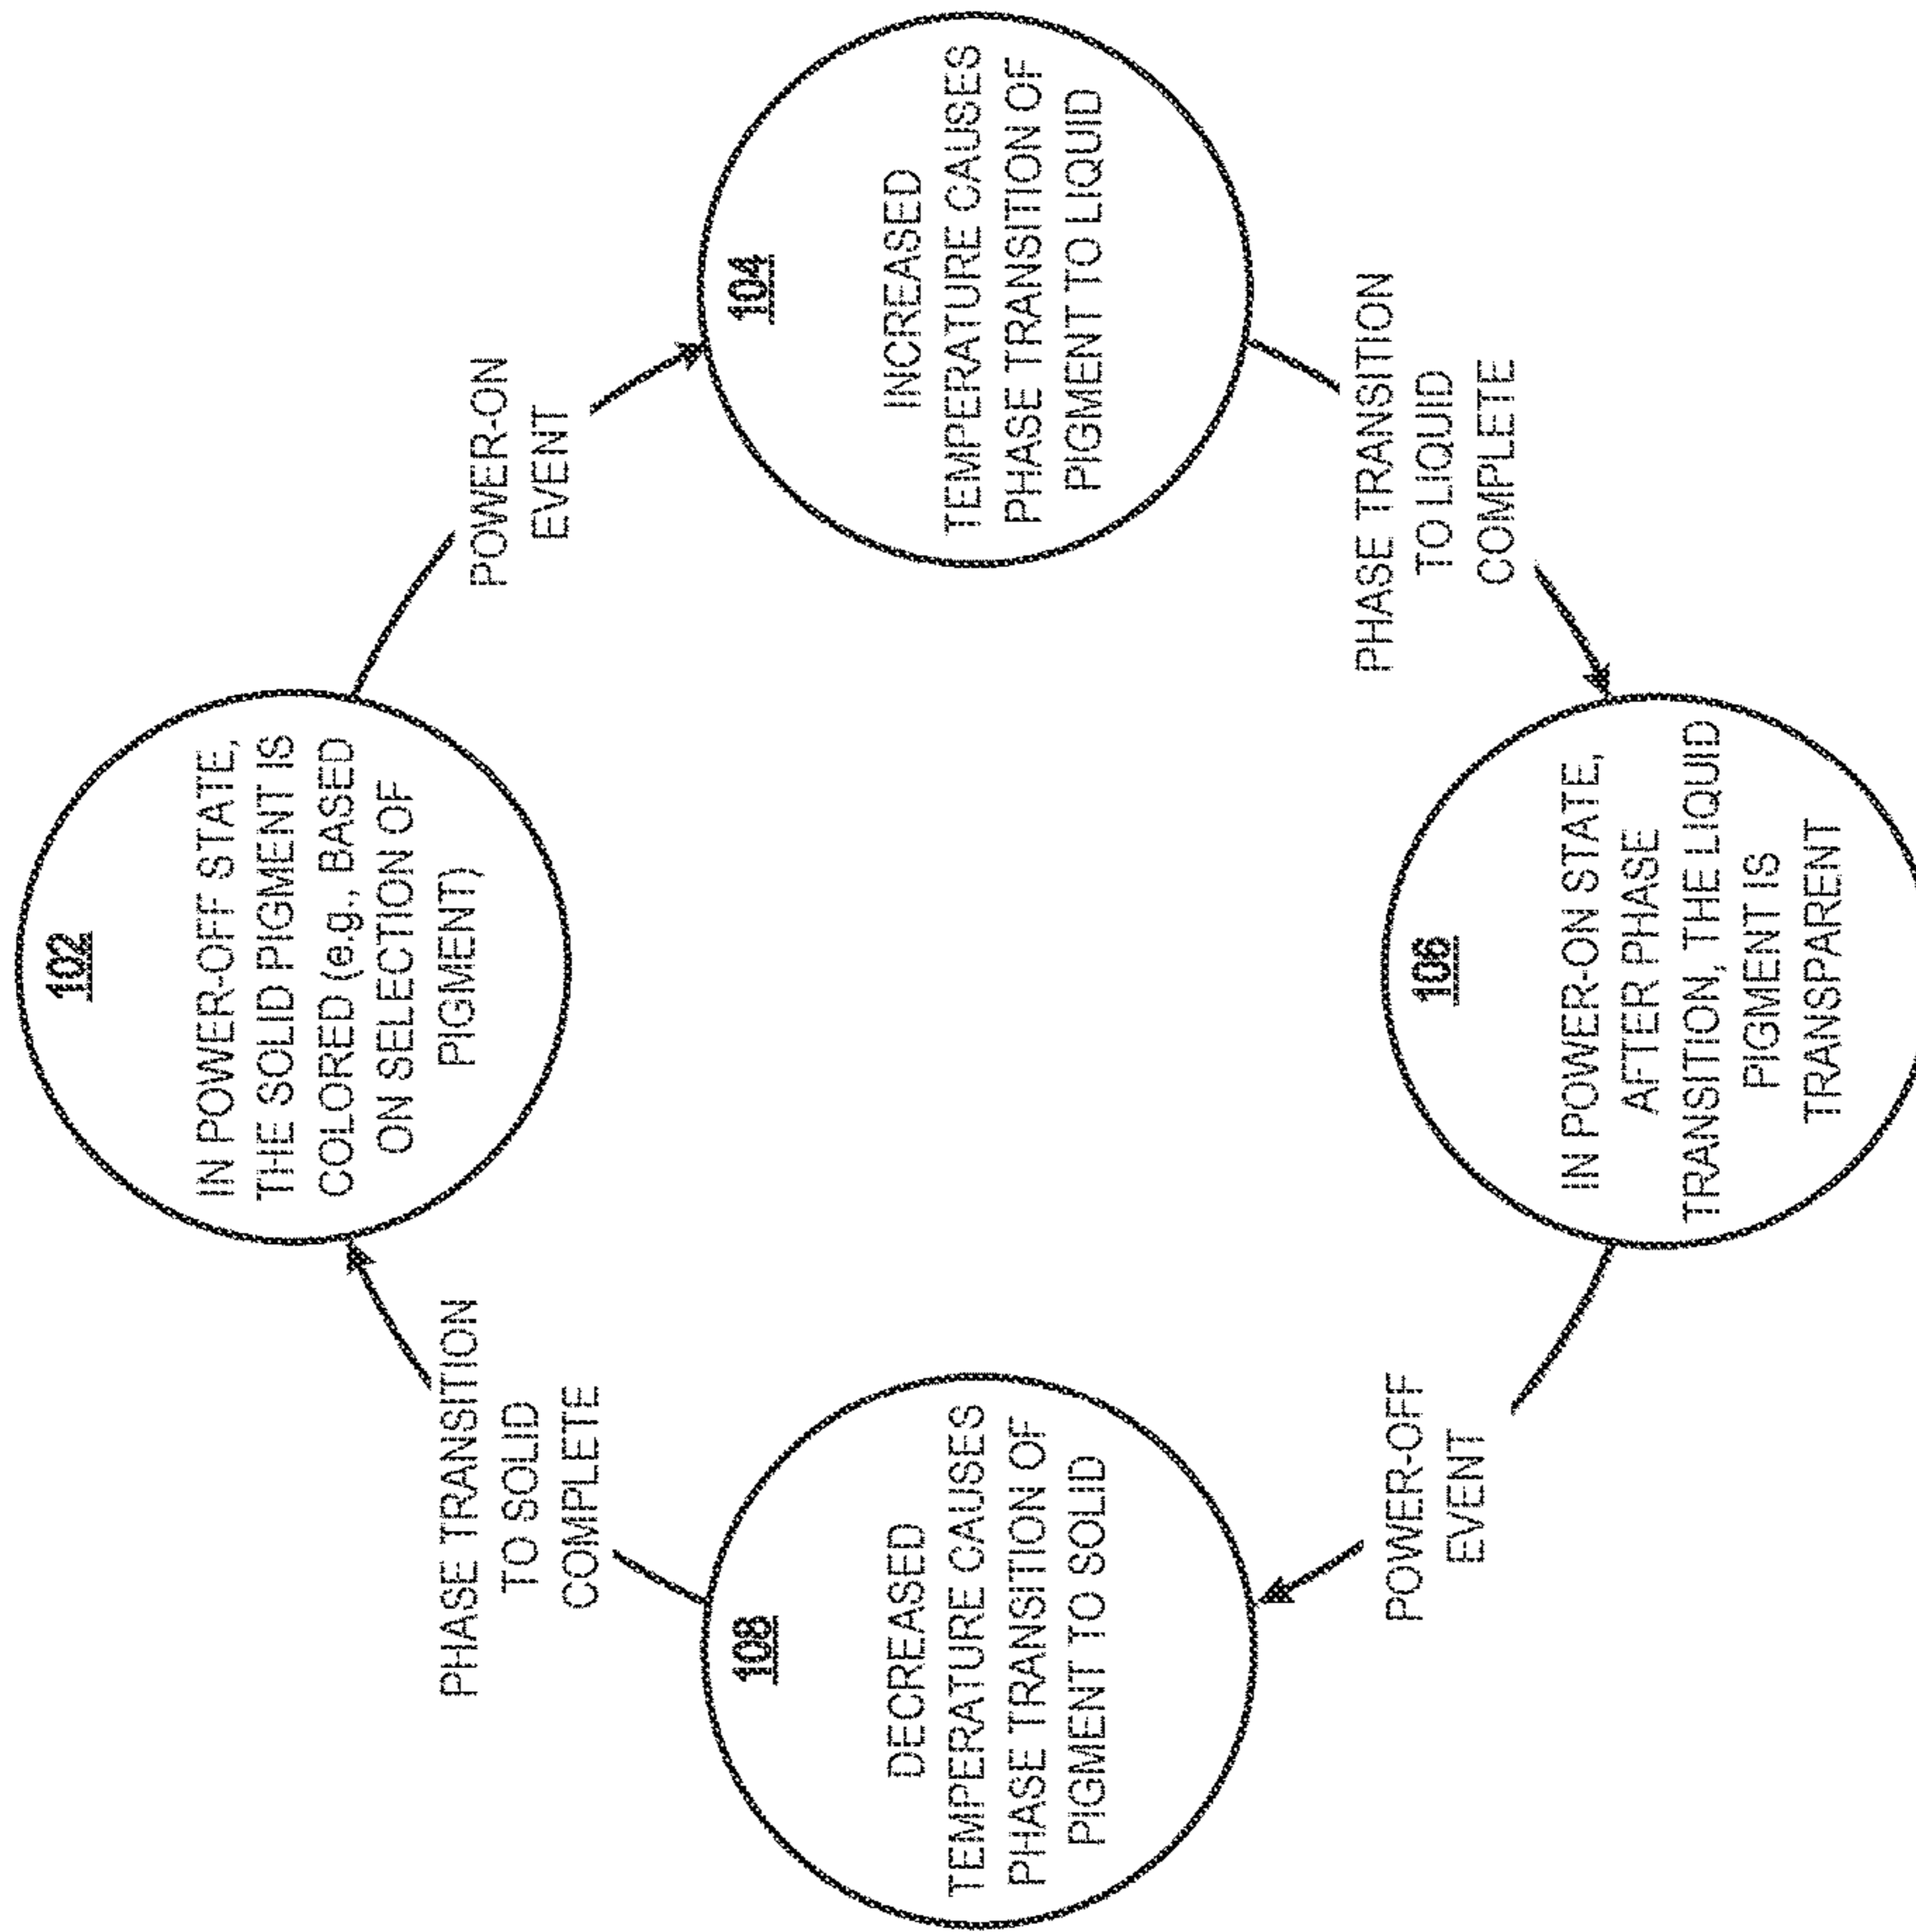 102
IN POWER-OFF STATE,
THE SOLID PIGMENT IS
COLORED (e.g., BASED
ON SELECTION OF
PIGMENT)
POWER-ON
EVENT
104
INCREASED
TEMPERATURE CAUSES
PHASE TRANSITION OF
PIGMENT TO LIQUID
PHASE TRANSITION
TO LIQUID
COMPLETE
106
IN POWER-ON STATE,
AFTER PHASE
TRANSITION, THE LIQUID
PIGMENT IS
TRANSPARENT
POWER-OFF
EVENT
108
DECREASED
TEMPERATURE CAUSES
PHASE TRANSITION OF
PIGMENT TO SOLID
PHASE TRANSITION
TO SOLID
COMPLETE